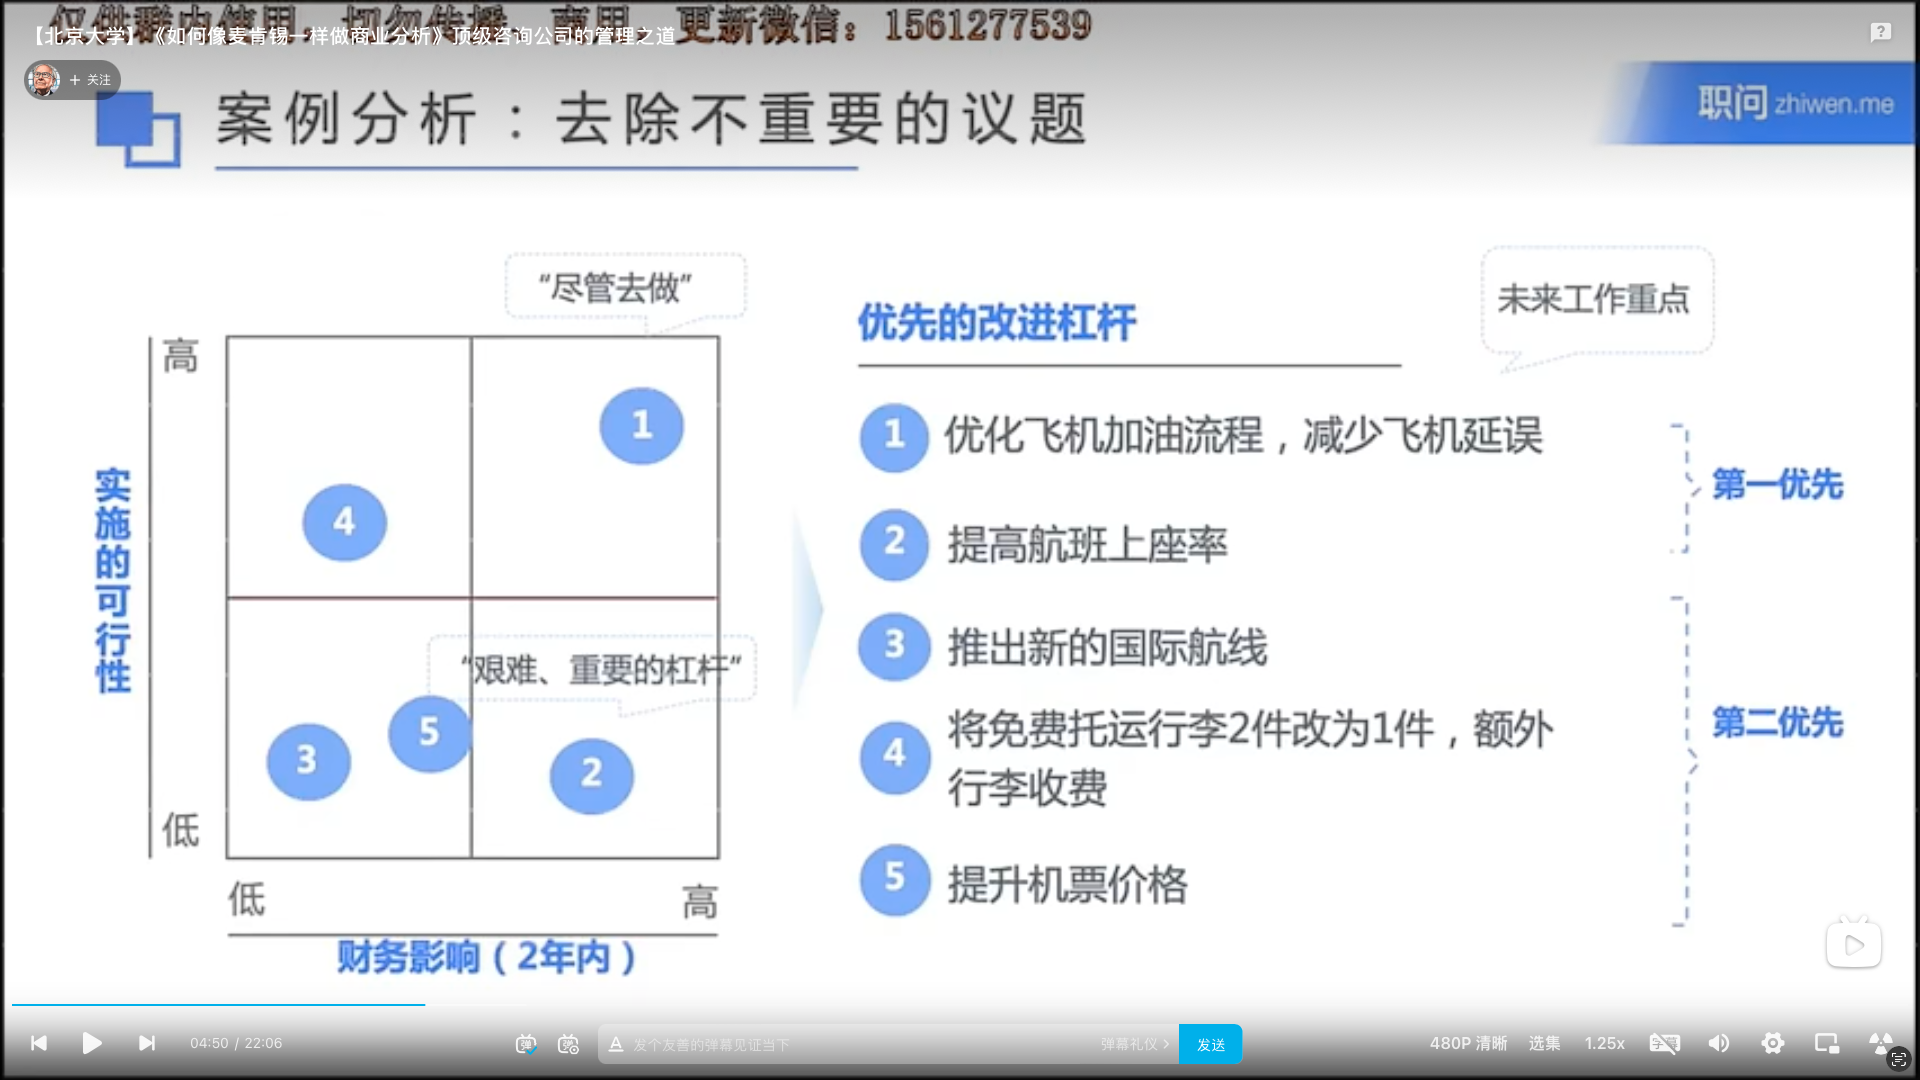 仅供群内使用，切勿传播、商用，更新微信：1561277539
【北京大学】《如何像麦肯锡一样做商业分析》顶级咨询公司的管理之道
+ 关注
案例分析：去除不重要的议题
职问 zhiwen.me
“尽管去做”
未来工作重点
优先的改进杠杆
高
1
1 优化飞机加油流程，减少飞机延误
第一优先
4
2 提高航班上座率
实施的可行性
3 推出新的国际航线
“艰难、重要的杠杆”
4 将免费托运行李2件改为1件，额外
行李收费
第二优先
5
3
2
低
5 提升机票价格
低
高
财务影响（2年内）
04:50 / 22:06
弹
弹
A 发个友善的弹幕见证当下
弹幕礼仪 >
发送
480P 清晰
选集
1.25x
字幕